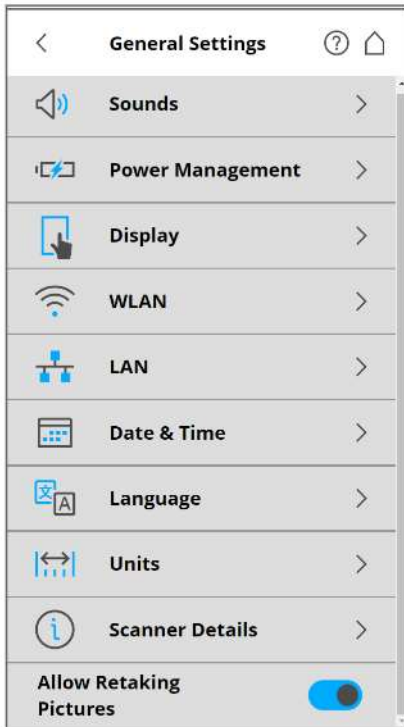 General Settings
Sounds
Power Management
Display
WLAN
LAN
Date & Time
Language
Units
Scanner Details
Allow Retaking
Pictures